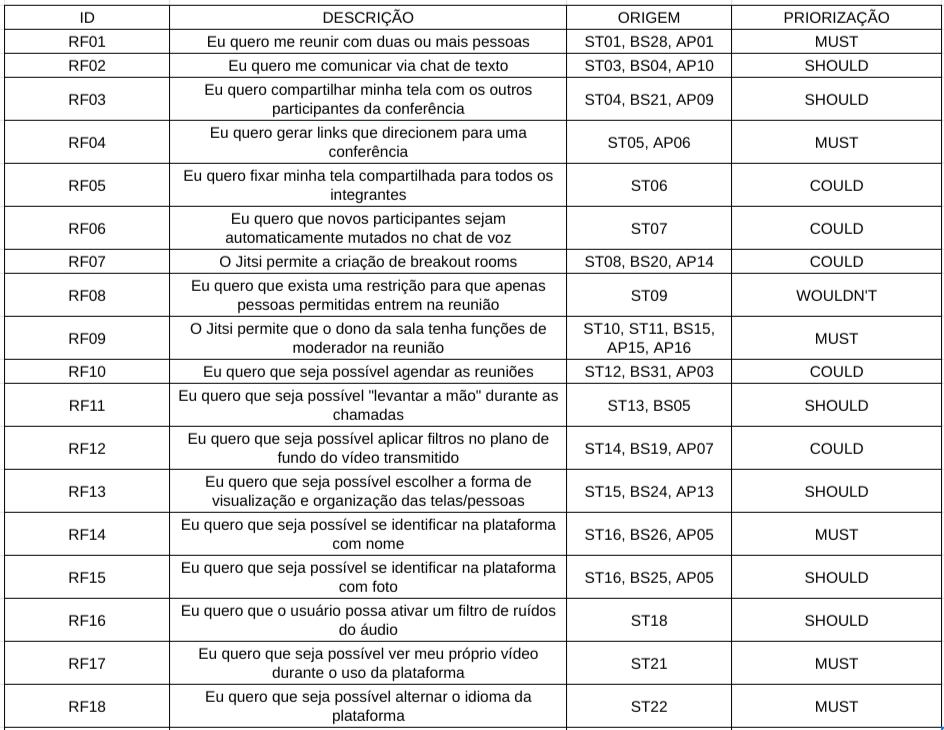 ID DESCRIÇÃO ORIGEM PRIORIZAÇÃO
RF01 Eu quero me reunir com duas ou mais pessoas ST01, BS28, AP01 MUST
RF02 Eu quero me comunicar via chat de texto ST03, BS04, AP10 SHOULD
RF03 Eu quero compartilhar minha tela com os outros
participantes da conferência ST04, BS21, AP09 SHOULD
RF04 Eu quero gerar links que direcionem para uma
conferência ST05, AP06 MUST
RF05 Eu quero fixar minha tela compartilhada para todos os
integrantes ST06 COULD
RF06 Eu quero que novos participantes sejam
automaticamente mutados no chat de voz ST07 COULD
RF07 O Jitsi permite a criação de breakout rooms ST08, BS20, AP14 COULD
RF08 Eu quero que exista uma restrição para que apenas
pessoas permitidas entrem na reunião ST09 WOULDN'T
RF09 O Jitsi permite que o dono da sala tenha funções de
moderador na reunião ST10, ST11, BS15,
AP15, AP16 MUST
RF10 Eu quero que seja possível agendar as reuniões ST12, BS31, AP03 COULD
RF11 Eu quero que seja possível "levantar a mão" durante as
chamadas ST13, BS05 SHOULD
RF12 Eu quero que seja possível aplicar filtros no plano de
fundo do vídeo transmitido ST14, BS19, AP07 COULD
RF13 Eu quero que seja possível escolher a forma de
visualização e organização das telas/pessoas ST15, BS24, AP13 SHOULD
RF14 Eu quero que seja possível se identificar na plataforma
com nome ST16, BS26, AP05 MUST
RF15 Eu quero que seja possível se identificar na plataforma
com foto ST16, BS25, AP05 SHOULD
RF16 Eu quero que o usuário possa ativar um filtro de ruídos
do áudio ST18 SHOULD
RF17 Eu quero que seja possível ver meu próprio vídeo
durante o uso da plataforma ST21 MUST
RF18 Eu quero que seja possível alternar o idioma da
plataforma ST22 MUST